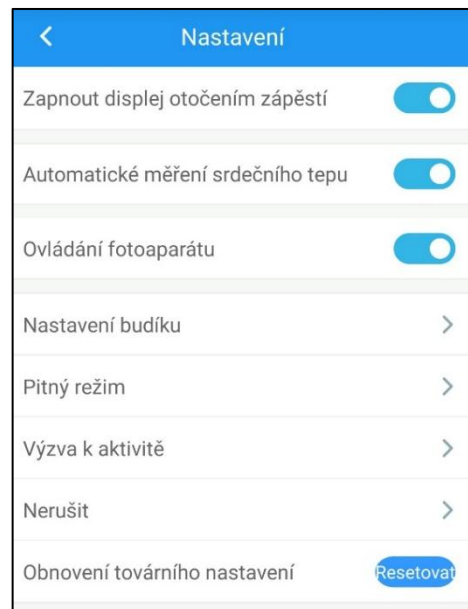 Nastavení
Zapnout displej otočením zápěstí
Automatické měření srdečního tepu
Ovládání fotoaparátu
Nastavení budíku
Pitný režim
Výzva k aktivitě
Nerušit
Obnovení továrního nastavení Resetovat